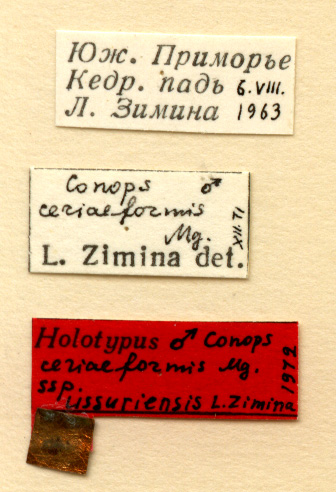 Юж. Приморье
Кедр. падь 6.VIII.
Л. Зимина 1963
Conops ♂
ceriaeformis
Mg.
L. Zimina det.
XII.71
Holotypus ♂ Conops
ceriaeformis Mg.
ssp.
ussuriensis L. Zimina
1972